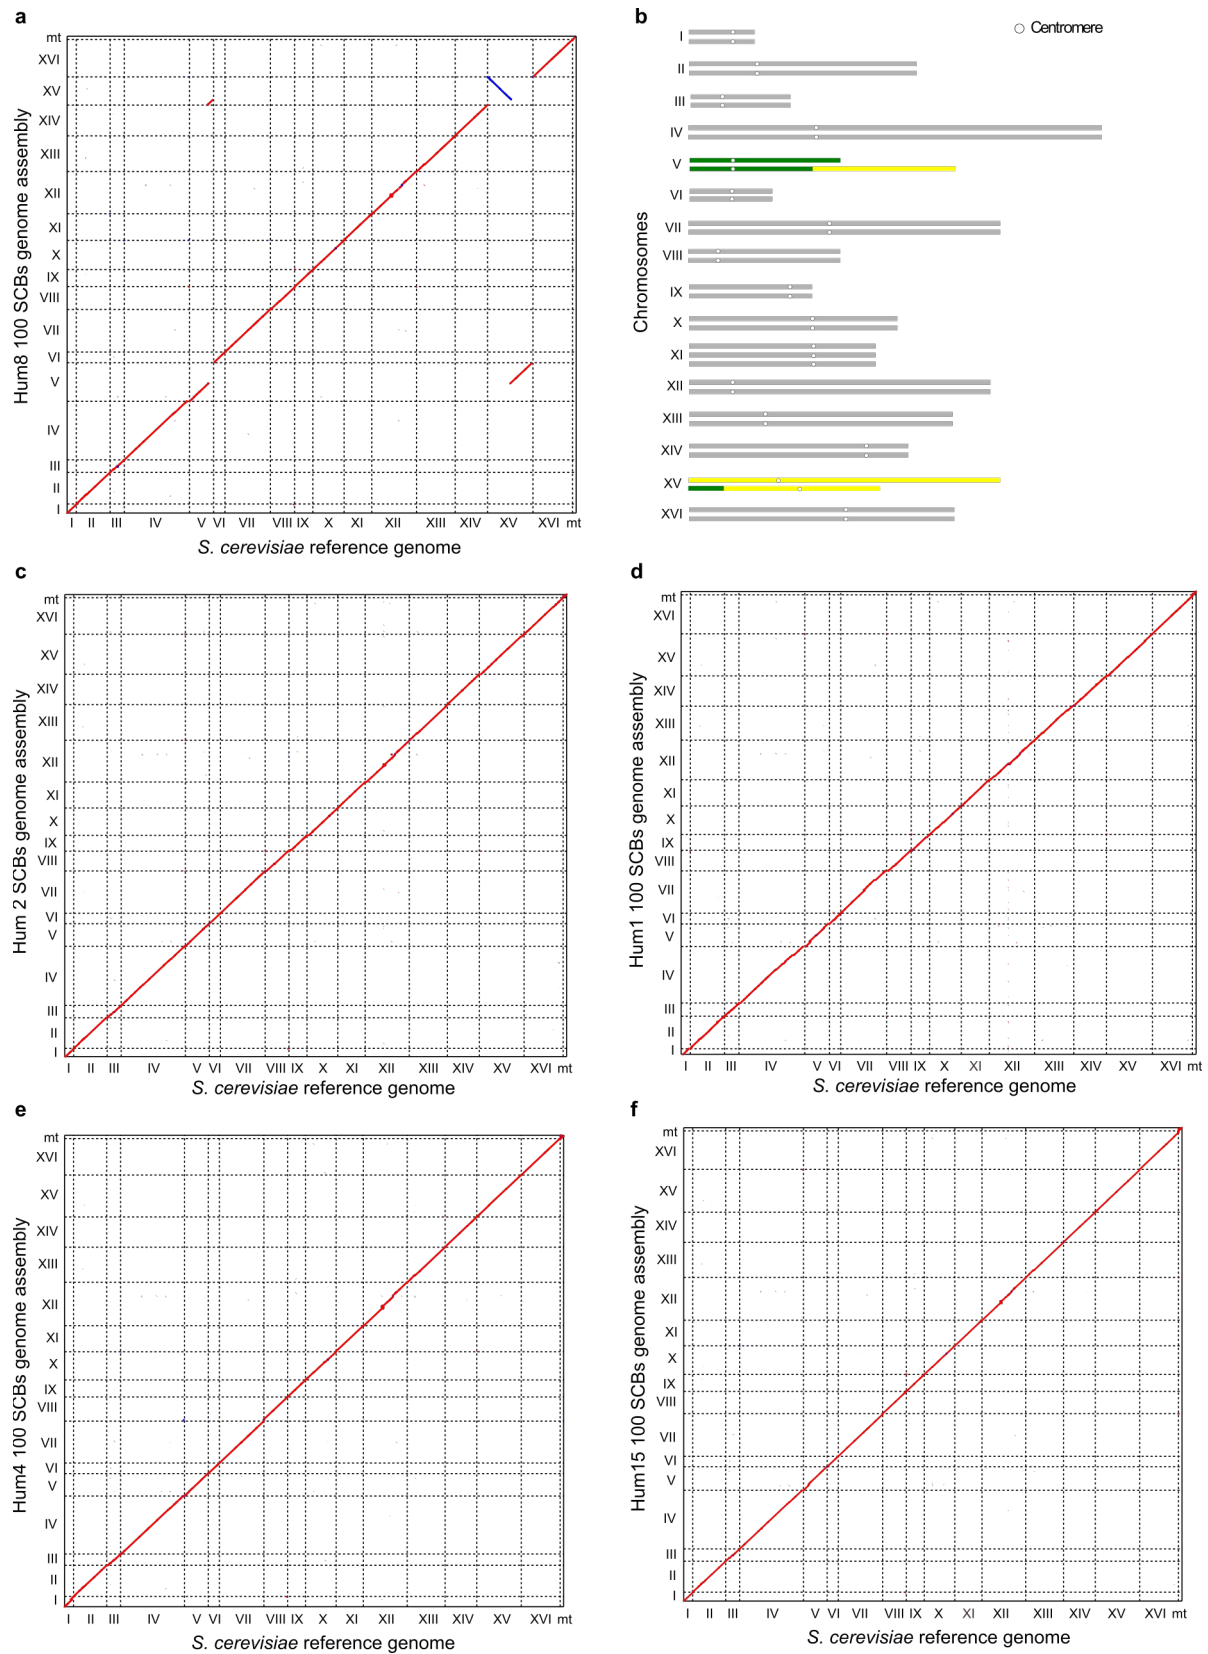 a
mt
XVI
XV
XIV
XIII
XII
XI
X
IX
VIII
VII
VI
V
IV
III
II
I
Hum8 100 SCBs genome assembly
I II III IV V VI VII VIII IX X XI XII XIII XIV XV XVI mt
S. cerevisiae reference genome
b
Centromere
Chromosomes
I
II
III
IV
V
VI
VII
VIII
IX
X
XI
XII
XIII
XIV
XV
XVI
c
mt
XVI
XV
XIV
XIII
XII
XI
X
IX
VIII
VII
VI
V
IV
III
II
I
Hum 2 SCBs genome assembly
I II III IV V VI VII VIII IX X XI XII XIII XIV XV XVI mt
S. cerevisiae reference genome
d
mt
XVI
XV
XIV
XIII
XII
XI
X
IX
VIII
VII
VI
V
IV
III
II
I
Hum1 100 SCBs genome assembly
I II III IV V VI VII VIII IX X XI XII XIII XIV XV XVI mt
S. cerevisiae reference genome
e
mt
XVI
XV
XIV
XIII
XII
XI
X
IX
VIII
VII
VI
V
IV
III
II
I
Hum4 100 SCBs genome assembly
I II III IV V VI VII VIII IX X XI XII XIII XIV XV XVI mt
S. cerevisiae reference genome
f
mt
XVI
XV
XIV
XIII
XII
XI
X
IX
VIII
VII
VI
V
IV
III
II
I
Hum15 100 SCBs genome assembly
I II III IV V VI VII VIII IX X XI XII XIII XIV XV XVI mt
S. cerevisiae reference genome